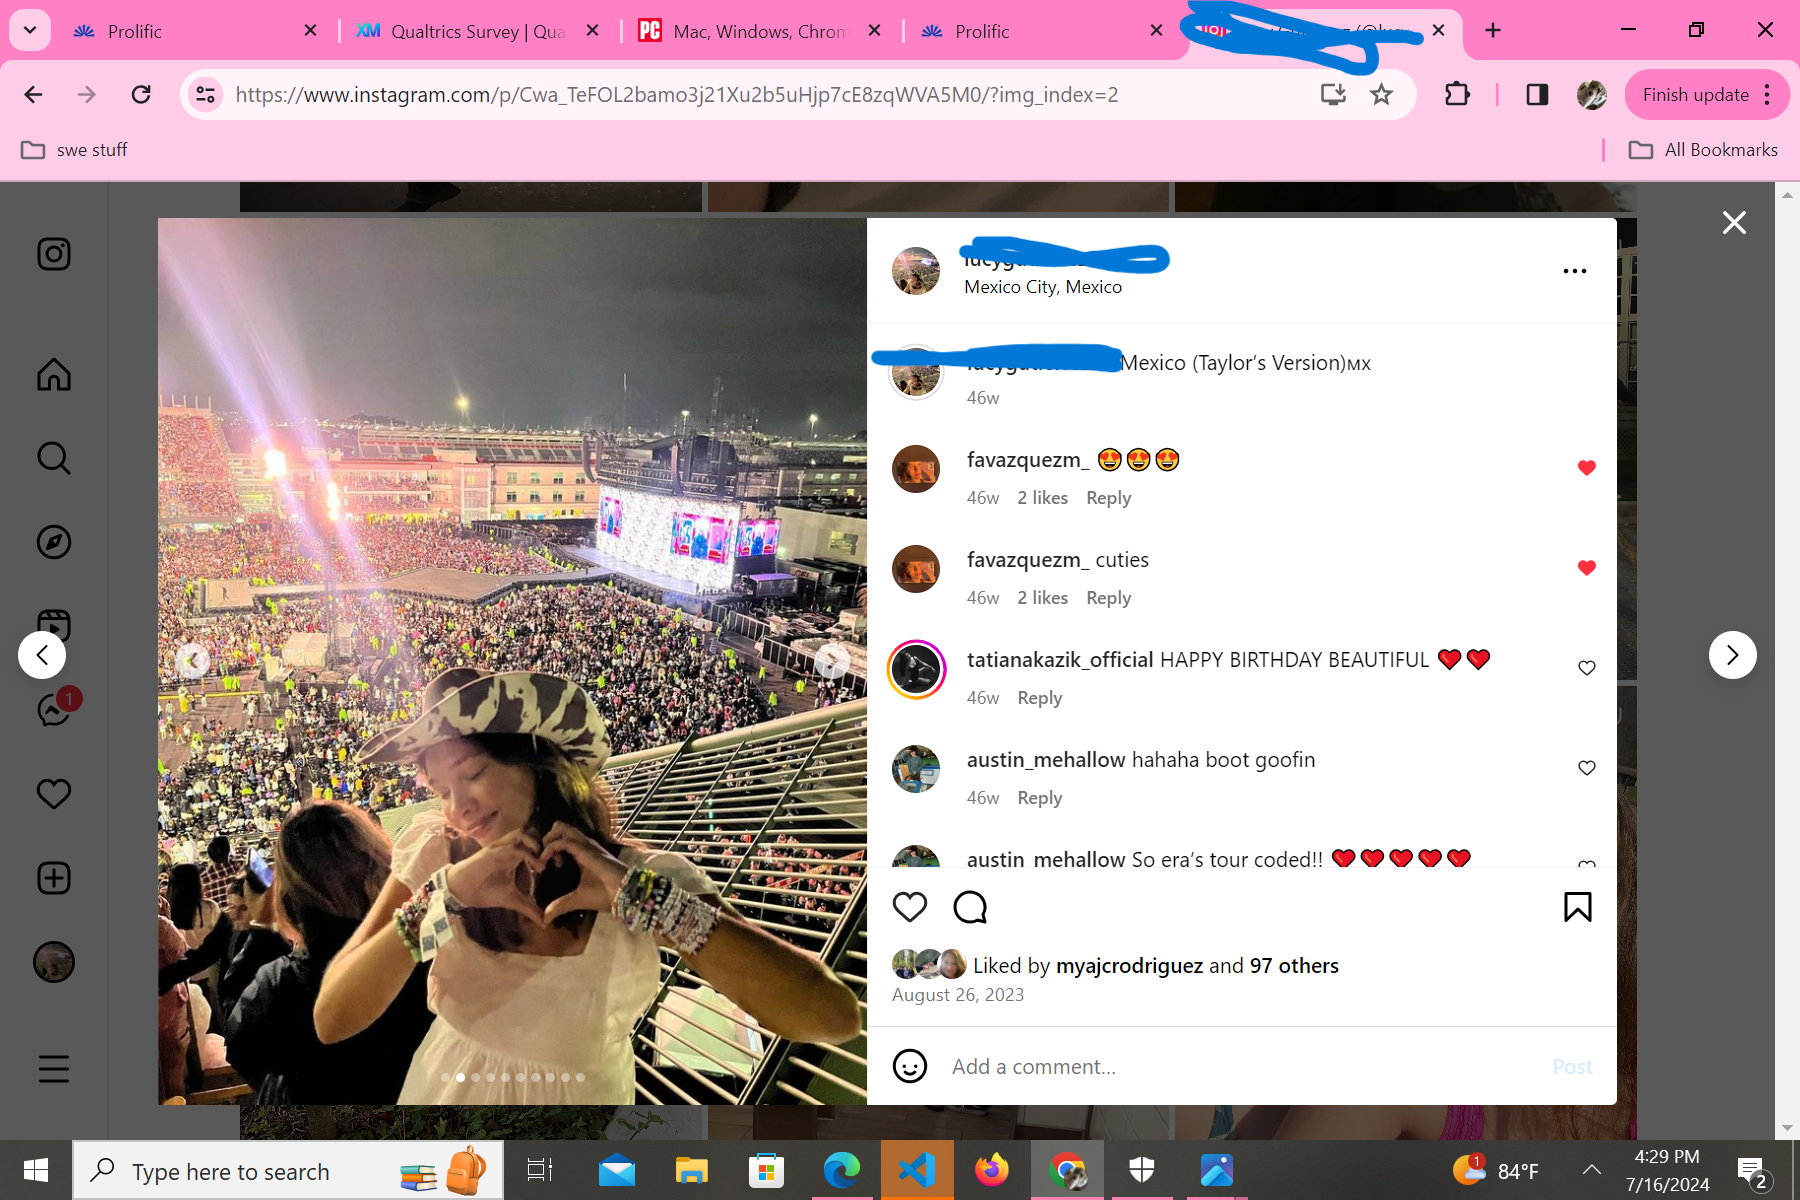 Prolific
Qualtrics Survey | Qua
Mac, Windows, Chrom
Prolific
https://www.instagram.com/p/Cwa_TeFOL2bamo3j21Xu2b5uHjp7cE8zqWVA5M0/?img_index=2
Finish update
swe stuff
All Bookmarks
Mexico City, Mexico
Mexico (Taylor's Version)🇲🇽
46w
favazquezm_ 😍😍😍
46w 2 likes Reply
favazquezm_ cuties
46w 2 likes Reply
1
tatianakazik_official HAPPY BIRTHDAY BEAUTIFUL ❤️❤️
46w Reply
austin_mehallow hahaha boot goofin
46w Reply
austin_mehallow So era's tour coded!! ❤️❤️❤️❤️❤️
Liked by myajcrodriguez and 97 others
August 26, 2023
Add a comment...
Post
Type here to search
1
84°F
4:29 PM
7/16/2024
2